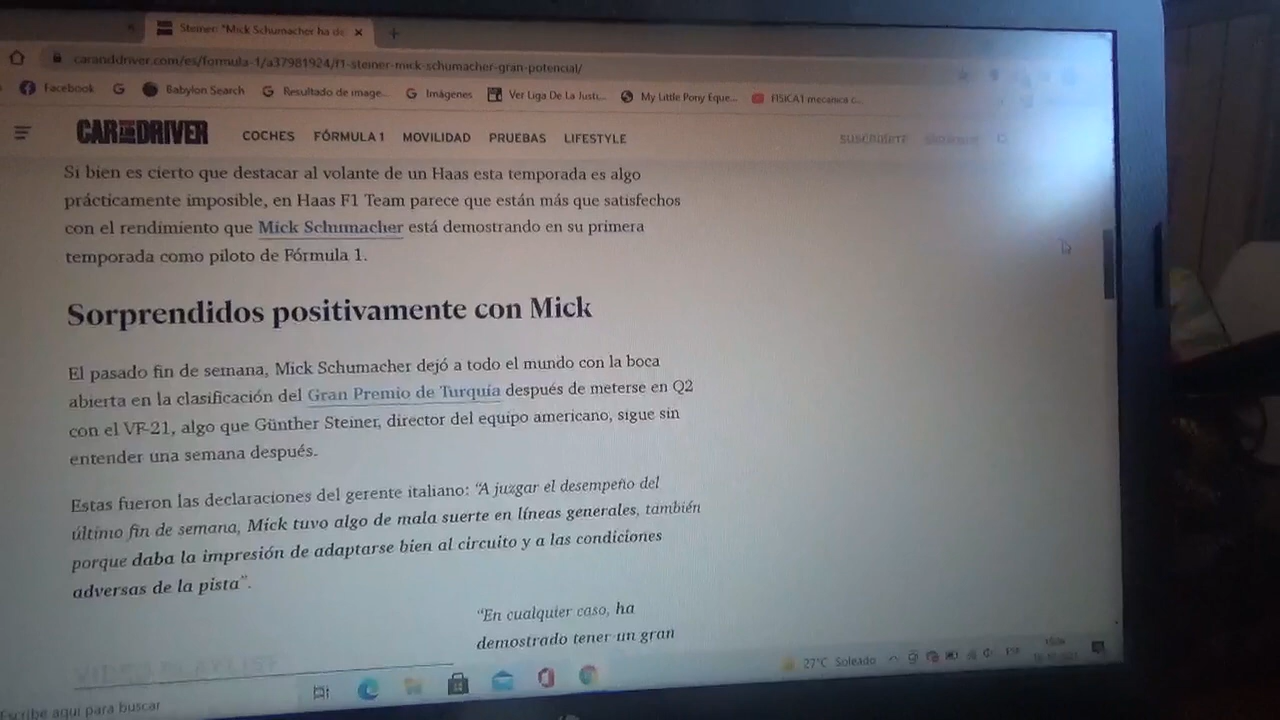 Steiner: "Mick Schumacher ha de
caranddriver.com/es/formula-1/a37981924/f1-steiner-mick-schumacher-gran-potencial/
Facebook
Babylon Search
Resultado de image...
Imágenes
Ver Liga De La Justi...
My Little Pony Eque...
FISICA1 mecanica c...
CAR AND DRIVER
COCHES
FÓRMULA 1
MOVILIDAD
PRUEBAS
LIFESTYLE
SUSCRÍBETE
Si bien es cierto que destacar al volante de un Haas esta temporada es algo
prácticamente imposible, en Haas F1 Team parece que están más que satisfechos
con el rendimiento que Mick Schumacher está demostrando en su primera
temporada como piloto de Fórmula 1.
Sorprendidos positivamente con Mick
El pasado fin de semana, Mick Schumacher dejó a todo el mundo con la boca
abierta en la clasificación del Gran Premio de Turquía después de meterse en Q2
con el VF-21, algo que Günther Steiner, director del equipo americano, sigue sin
entender una semana después.
Estas fueron las declaraciones del gerente italiano: "A juzgar el desempeño del
último fin de semana, Mick tuvo algo de mala suerte en líneas generales, también
porque daba la impresión de adaptarse bien al circuito y a las condiciones
adversas de la pista".
"En cualquier caso, ha
demostrado tener un gran
VIDEO PLAYLIST
27°C Soleado
ESP
Escribe aquí para buscar